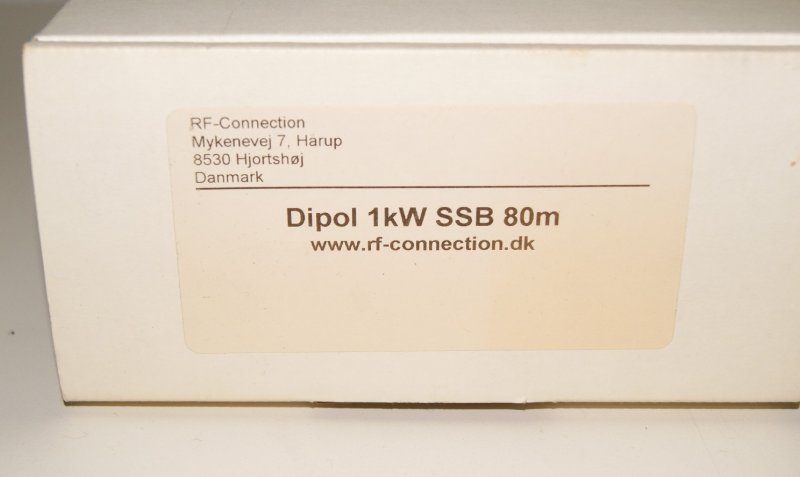 RF-Connection
Mykenevej 7, Harup
8530 Hjortshøj
Danmark
Dipol 1kW SSB 80m
www.rf-connection.dk